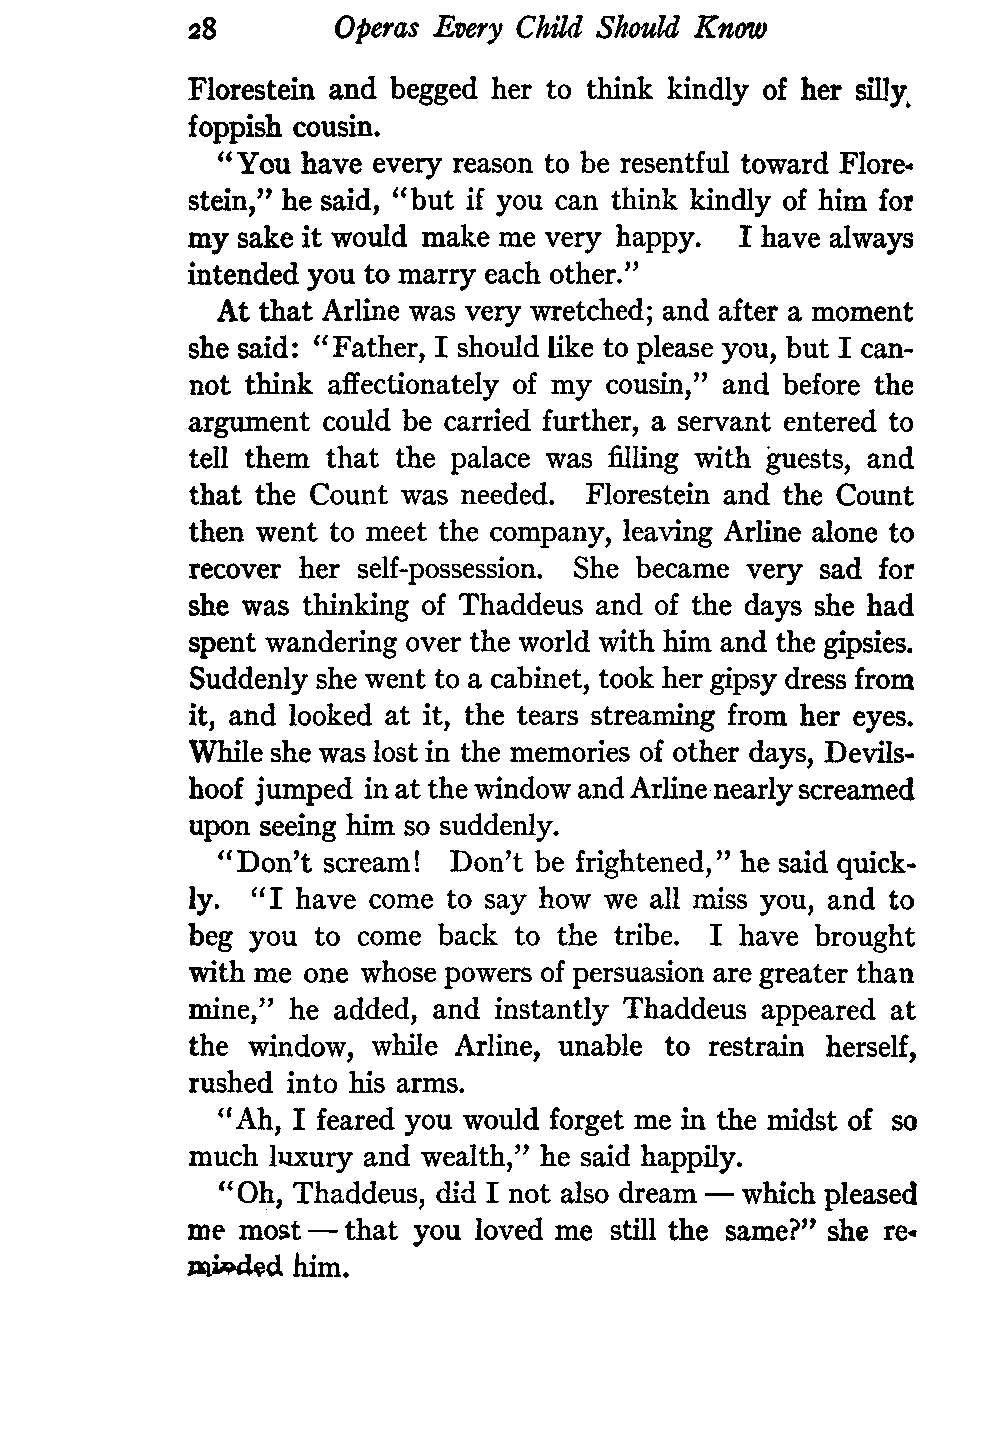 28 Operas Every Child Should Know
Florestein and begged her to think kindly of her silly,
foppish cousin.
"You have every reason to be resentful toward Flore-
stein," he said, "but if you can think kindly of him for
my sake it would make me very happy. I have always
intended you to marry each other."
At that Arline was very wretched; and after a moment
she said: "Father, I should like to please you, but I can-
not think affectionately of my cousin," and before the
argument could be carried further, a servant entered to
tell them that the palace was filling with guests, and
that the Count was needed. Florestein and the Count
then went to meet the company, leaving Arline alone to
recover her self-possession. She became very sad for
she was thinking of Thaddeus and of the days she had
spent wandering over the world with him and the gipsies.
Suddenly she went to a cabinet, took her gipsy dress from
it, and looked at it, the tears streaming from her eyes.
While she was lost in the memories of other days, Devils-
hoof jumped in at the window and Arline nearly screamed
upon seeing him so suddenly.
"Don't scream! Don't be frightened," he said quick-
ly. "I have come to say how we all miss you, and to
beg you to come back to the tribe. I have brought
with me one whose powers of persuasion are greater than
mine," he added, and instantly Thaddeus appeared at
the window, while Arline, unable to restrain herself,
rushed into his arms.
"Ah, I feared you would forget me in the midst of so
much luxury and wealth," he said happily.
"Oh, Thaddeus, did I not also dream — which pleased
me most — that you loved me still the same?" she re-
minded him.